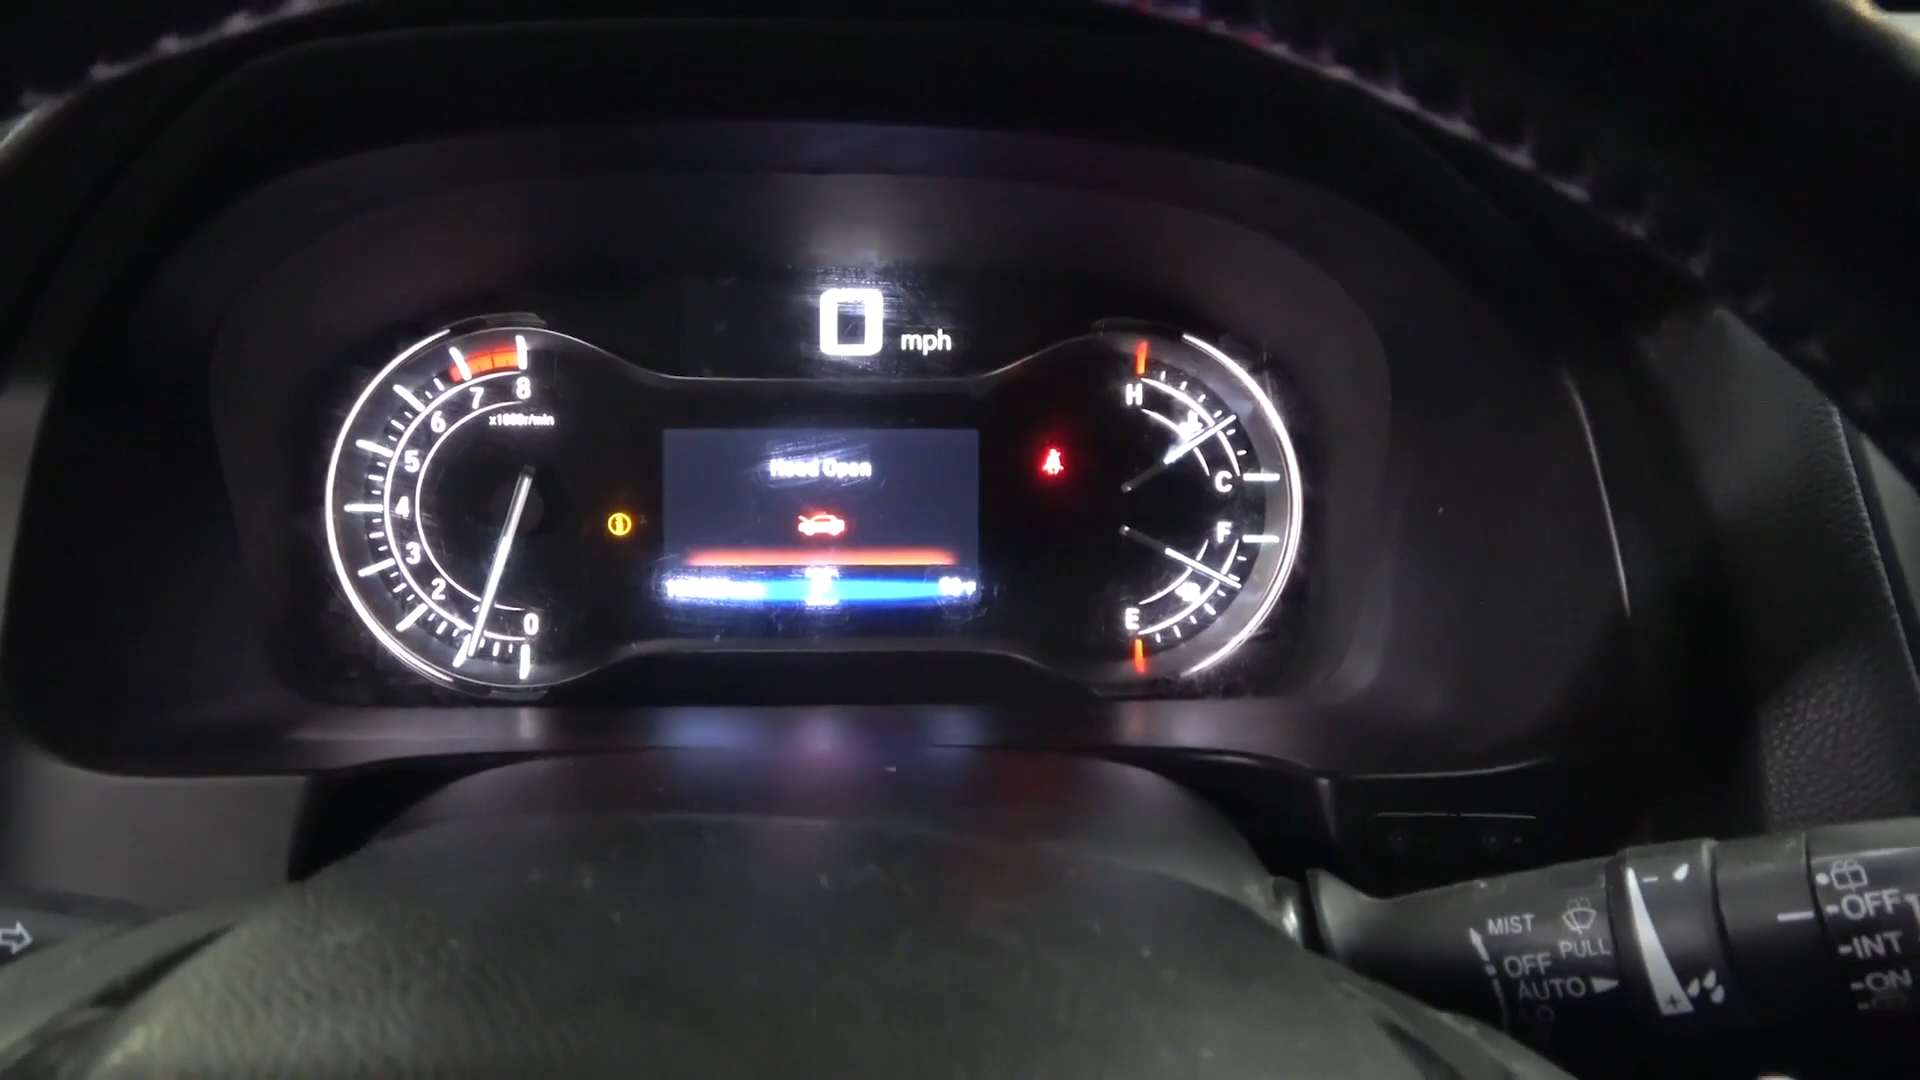 0 mph
8
7
x1000r/min
6
5
4
3
2
0
Hood Open
H
C
F
E
MIST
PULL
OFF
AUTO
LO
-OFF
-INT
-ON